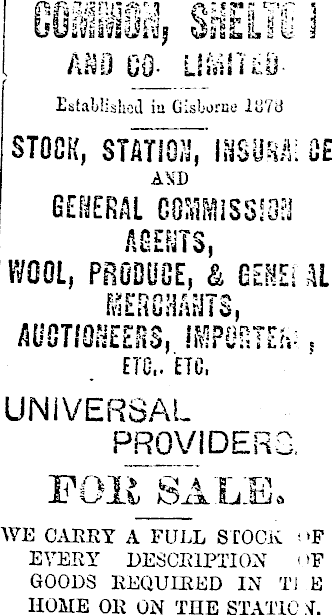 COMMON, SHELTON
AND CO. LIMITED.
Established in Gisborne 1878
STOCK, STATION, INSURANCE
AND
GENERAL COMMISSION
AGENTS,
WOOL, PRODUCE, & GENERAL
MERCHANTS,
AUCTIONEERS, IMPORTERS,
ETC., ETC.
UNIVERSAL
PROVIDERS.
FOR SALE.
WE CARRY A FULL STOCK OF
EVERY DESCRIPTION OF
GOODS REQUIRED IN THE
HOME OR ON THE STATION.